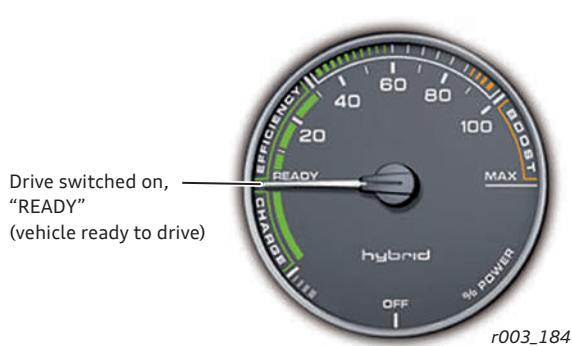 Drive switched on,
“READY”
(vehicle ready to drive)
EFFICIENCY
CHARGE
READY
20
40
60
80
100
BOOST
MAX
hybrid
% POWER
OFF
r003_184